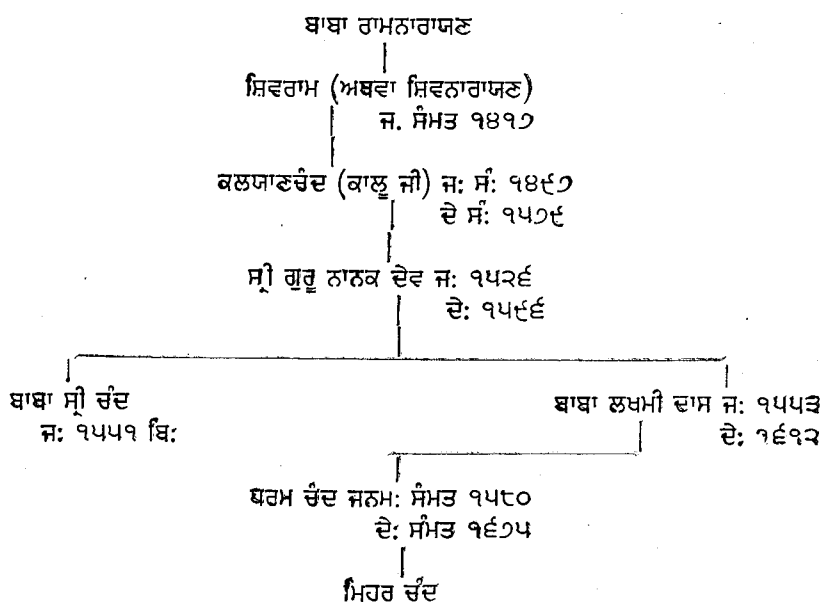 ਬਾਬਾ ਰਾਮਨਾਰਾਯਣ
ਸ਼ਿਵਰਾਮ (ਅਥਵਾ ਸ਼ਿਵਨਾਰਾਯਣ)
ਜ. ਸੰਮਤ ੧੪੧੭
ਕਲਯਾਣਚੰਦ (ਕਾਲੂ ਜੀ) ਜ: ਸੰ: ੧੪੯੭
ਦੇ ਸੰ: ੧੫੭੯
ਸ੍ਰੀ ਗੁਰੂ ਨਾਨਕ ਦੇਵ ਜ: ੧੫੨੬
ਦੇ: ੧੫੯੬
ਬਾਬਾ ਸ੍ਰੀ ਚੰਦ
ਜ: ੧੫੫੧ ਬਿ:
ਬਾਬਾ ਲਖਮੀ ਦਾਸ ਜ: ੧੫੫੩
ਦੇ: ੧੬੧੨
ਧਰਮ ਚੰਦ ਜਨਮ: ਸੰਮਤ ੧੫੮੦
ਦੇ: ਸੰਮਤ ੧੬੭੫
ਮਿਹਰ ਚੰਦ